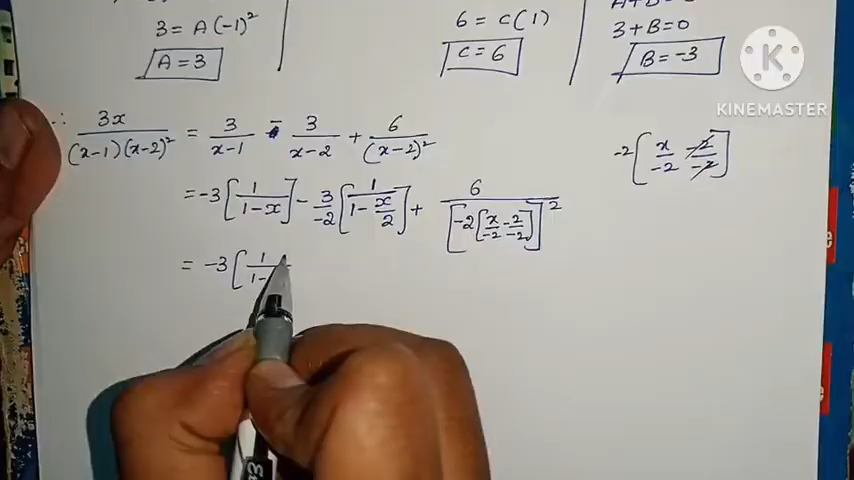 3 = A(-1)²
A = 3
6 = C(1)
C = 6
3+B=0
B = -3
∴ 3x/((x-1)(x-2)²) = 3/(x-1) - 3/(x-2) + 6/(x-2)²
-2[x/-2 -2/-2]
= -3[1/(1-x)] - 3/-2[1/(1-x/2)] + 6/[-2[x/-2 - 2/-2]]²
= -3[1/1-
K
KINEMASTER